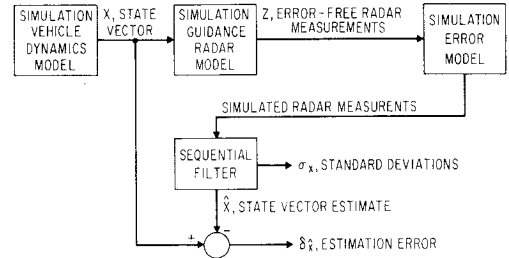 SIMULATION
VEHICLE
DYNAMICS
MODEL
X, STATE
VECTOR
SIMULATION
GUIDANCE
RADAR
MODEL
Z, ERROR-FREE RADAR
MEASUREMENTS
SIMULATION
ERROR
MODEL
SIMULATED RADAR MEASURENTS
SEQUENTIAL
FILTER
σx, STANDARD DEVIATIONS
X̂, STATE VECTOR ESTIMATE
+
−
δx̂, ESTIMATION ERROR